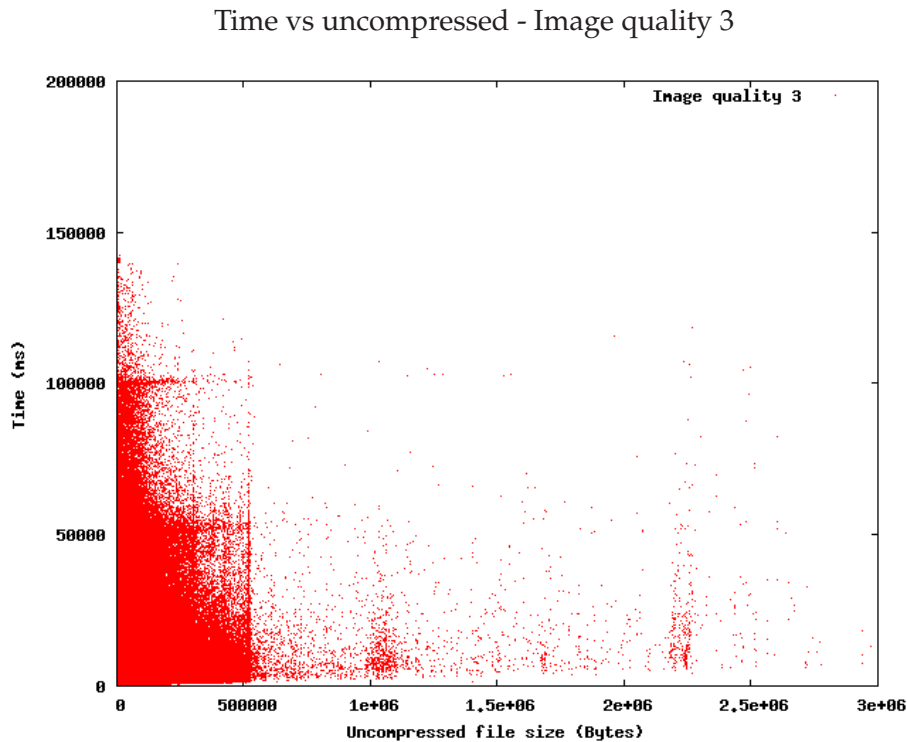 Time vs uncompressed - Image quality 3
200000
Image quality 3
150000
100000
50000
0
Time (ms)
0 500000 1e+06 1.5e+06 2e+06 2.5e+06 3e+06
Uncompressed file size (Bytes)